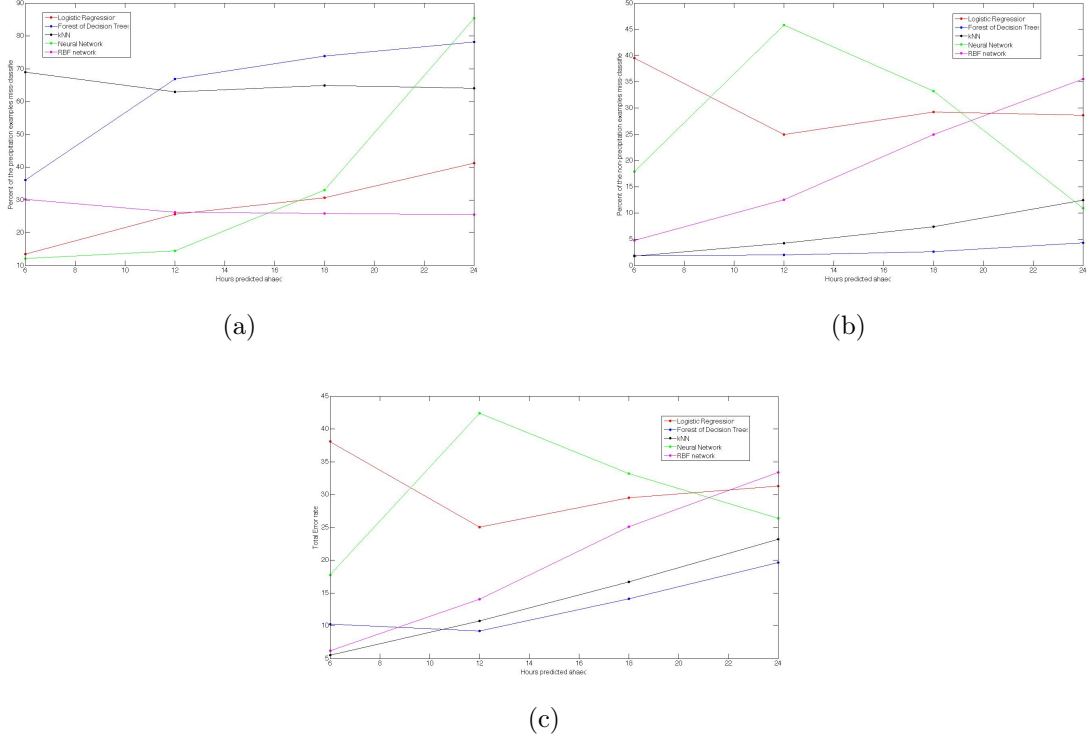 90
80
70
60
50
40
30
20
10
Percent of the precipitation examples miss-classifie
Logistic Regression
Forest of Decision Trees
kNN
Neural Network
RBF network
6 8 10 12 14 16 18 20 22 24
Hours predicted ahead
(a)
50
45
40
35
30
25
20
15
10
5
0
Percent of the non-precipitation examples miss-classifie
Logistic Regression
Forest of Decision Trees
kNN
Neural Network
RBF network
6 8 10 12 14 16 18 20 22 24
Hours predicted ahead
(b)
45
40
35
30
25
20
15
10
5
Total Error rate
Logistic Regression
Forest of Decision Trees
kNN
Neural Network
RBF network
6 8 10 12 14 16 18 20 22 24
Hours predicted ahead
(c)